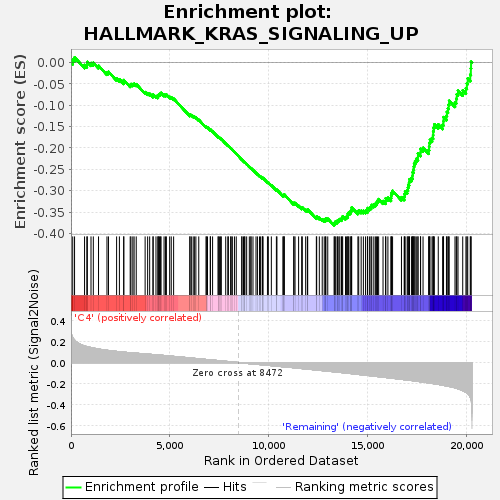 Enrichment plot:
HALLMARK_KRAS_SIGNALING_UP
Enrichment score (ES)
0.00
-0.05
-0.10
-0.15
-0.20
-0.25
-0.30
-0.35
-0.40
'C4' (positively correlated)
Ranked list metric (Signal2Noise)
0.4
0.2
0.0
-0.2
-0.4
-0.6
Zero cross at 8472
'Remaining' (negatively correlated)
0
5,000
10,000
15,000
20,000
Rank in Ordered Dataset
Enrichment profile
Hits
Ranking metric scores